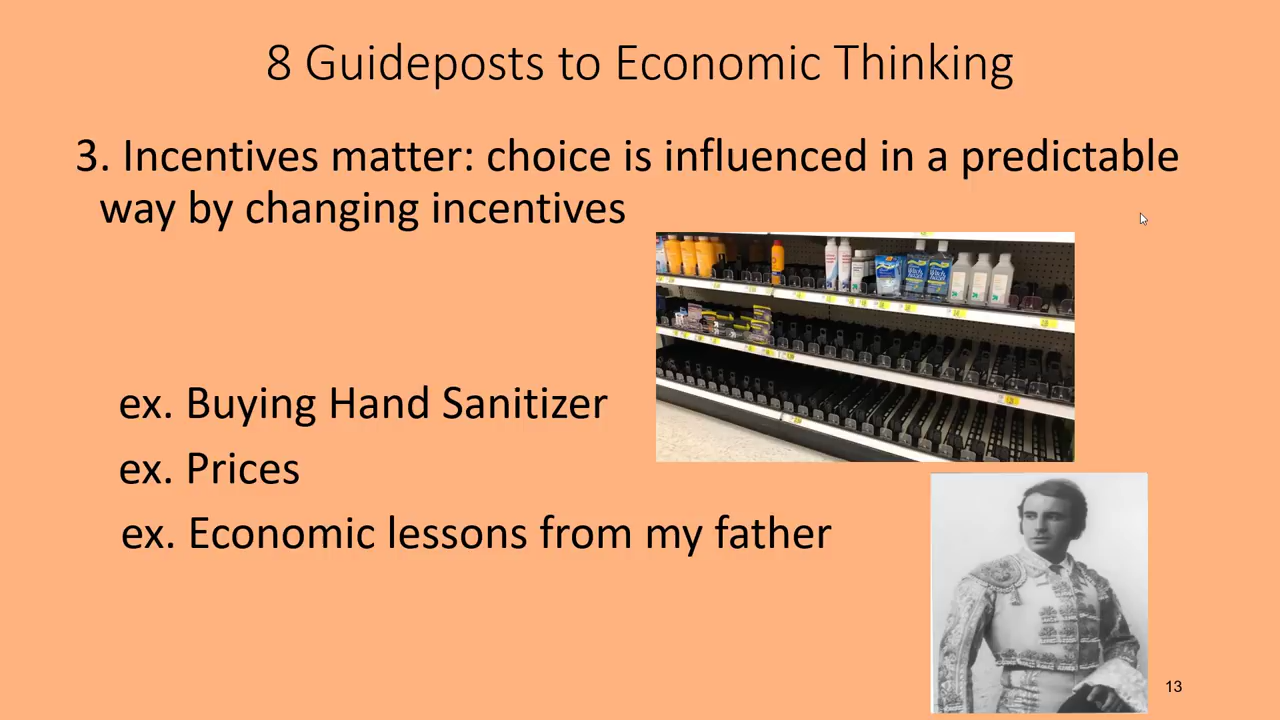 8 Guideposts to Economic Thinking
3. Incentives matter: choice is influenced in a predictable
way by changing incentives
ex. Buying Hand Sanitizer
ex. Prices
ex. Economic lessons from my father
13